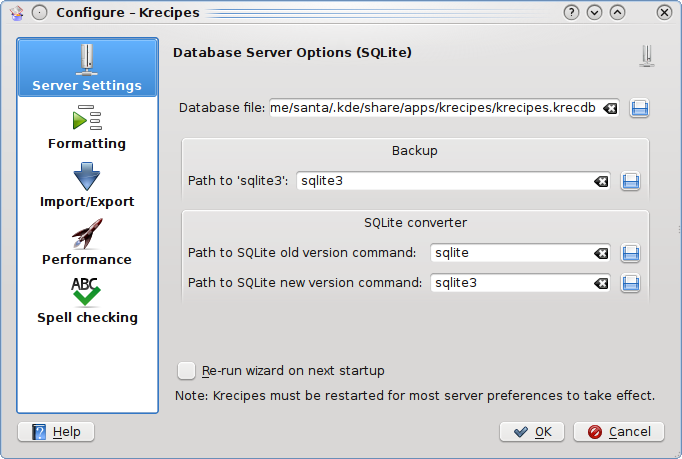 Configure – Krecipes
Server Settings
Formatting
Import/Export
Performance
ABC
Spell checking
Database Server Options (SQLite)
Database file: me/santa/.kde/share/apps/krecipes/krecipes.krecdb
Backup
Path to 'sqlite3': sqlite3
SQLite converter
Path to SQLite old version command: sqlite
Path to SQLite new version command: sqlite3
Re-run wizard on next startup
Note: Krecipes must be restarted for most server preferences to take effect.
? Help
OK
Cancel